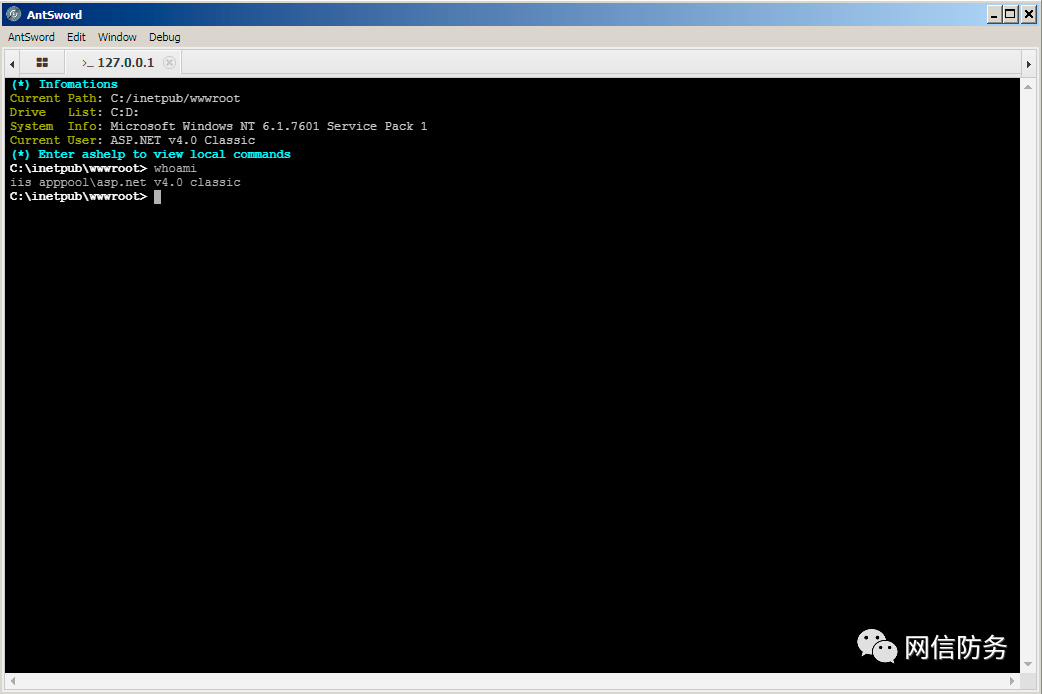 AntSword
AntSword Edit Window Debug
>_ 127.0.0.1
(*) Infomations
Current Path: C:/inetpub/wwwroot
Drive   List: C:D:
System  Info: Microsoft Windows NT 6.1.7601 Service Pack 1
Current User: ASP.NET v4.0 Classic
(*) Enter ashelp to view local commands
C:\inetpub\wwwroot> whoami
iis apppool\asp.net v4.0 classic
C:\inetpub\wwwroot>
网信防务